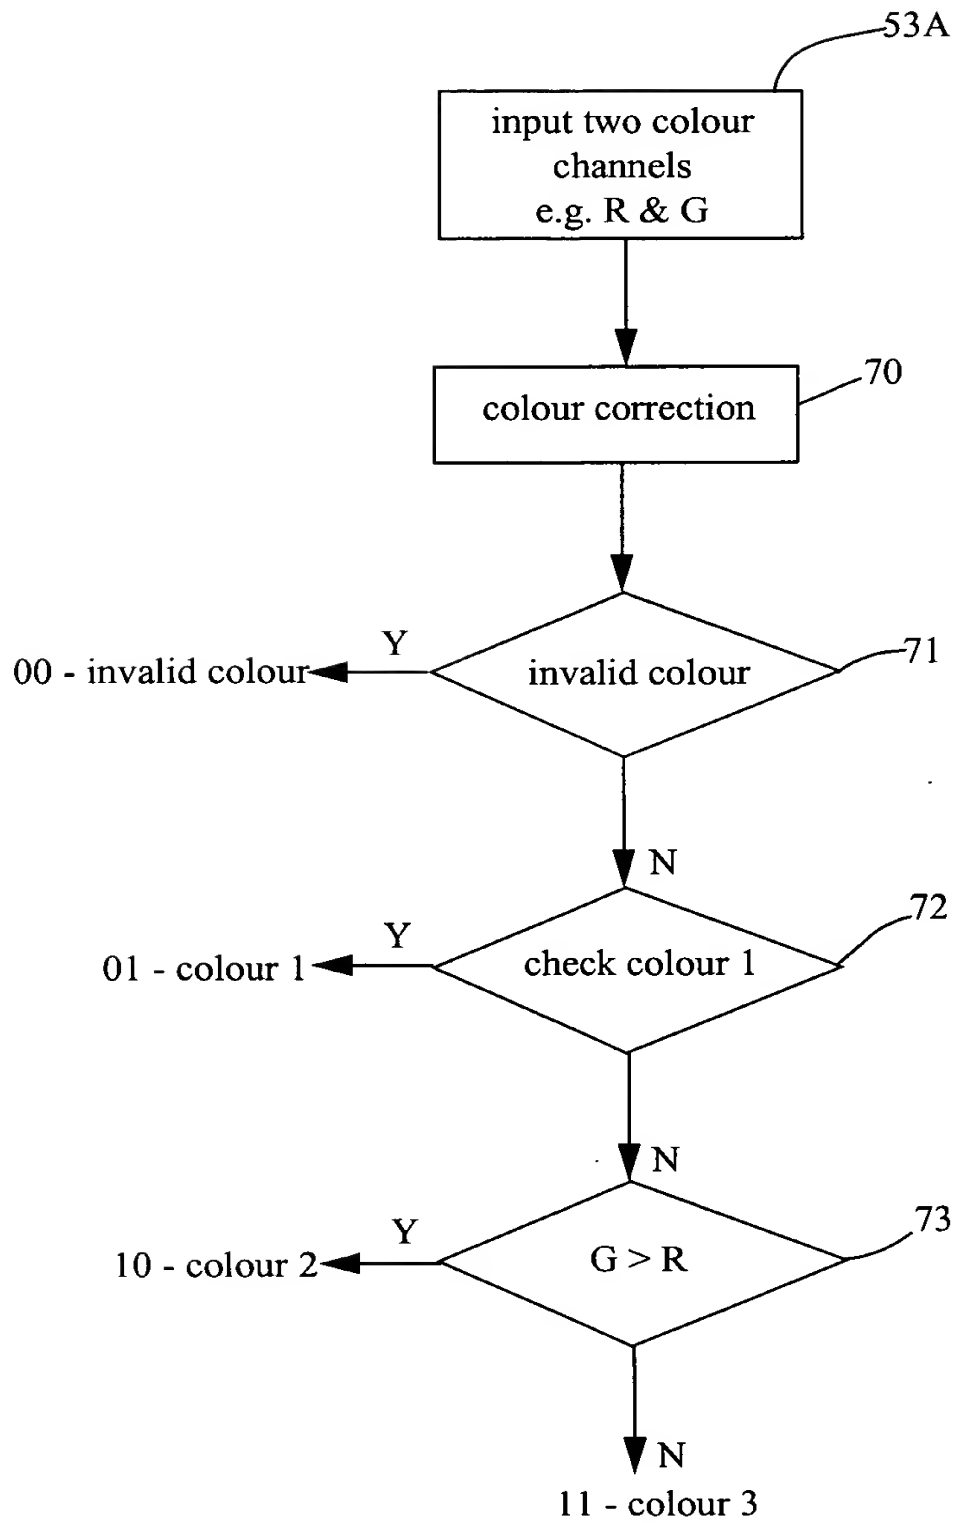 53A
input two colour
channels
e.g. R & G
70
colour correction
71
Y
00 - invalid colour
invalid colour
N
72
Y
01 - colour 1
check colour 1
N
73
Y
10 - colour 2
G > R
N
11 - colour 3